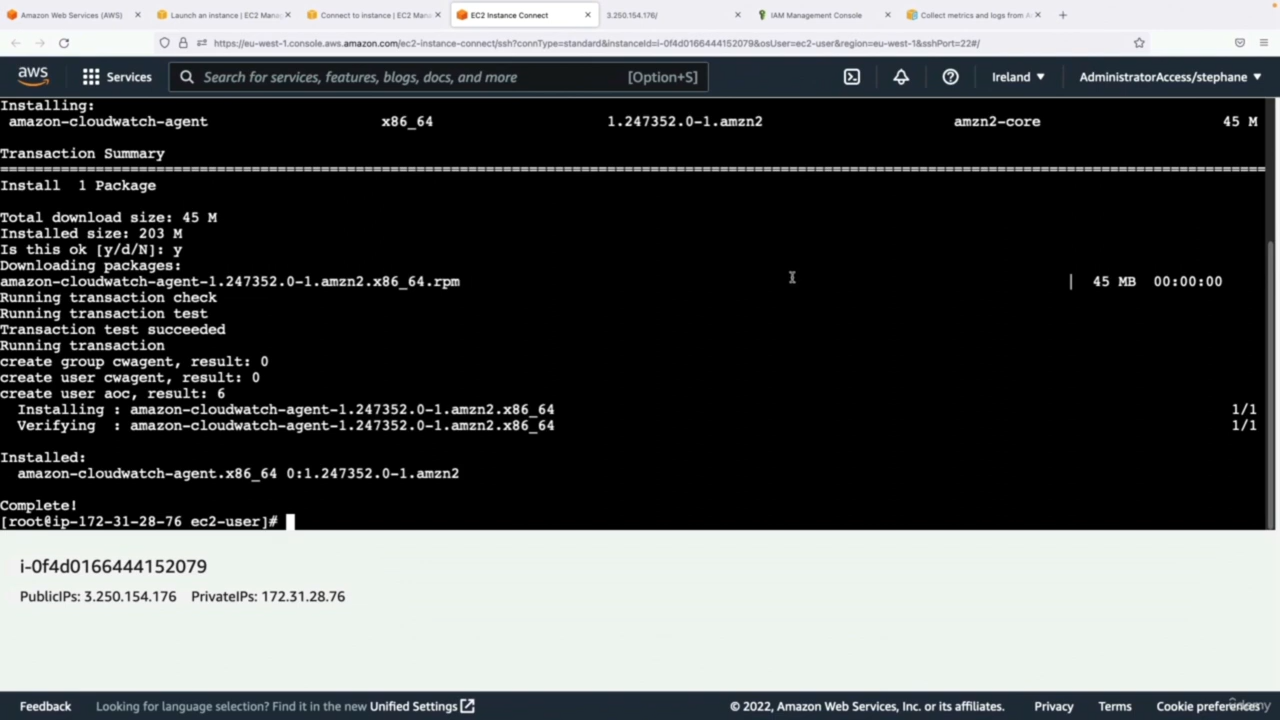 Amazon Web Services (AWS)
Launch an instance | EC2 Mana
Connect to instance | EC2 Mana
EC2 Instance Connect
3.250.154.176/
IAM Management Console
Collect metrics and logs from A
https://eu-west-1.console.aws.amazon.com/ec2-instance-connect/ssh?connType=standard&instanceId=i-0f4d0166444152079&osUser=ec2-user&region=eu-west-1&sshPort=22#/
aws
Services
Search for services, features, blogs, docs, and more
[Option+S]
Ireland
AdministratorAccess/stephane
Installing:
amazon-cloudwatch-agent x86_64 1.247352.0-1.amzn2 amzn2-core 45 M
Transaction Summary
================================================================================
Install 1 Package
Total download size: 45 M
Installed size: 203 M
Is this ok [y/d/N]: y
Downloading packages:
amazon-cloudwatch-agent-1.247352.0-1.amzn2.x86_64.rpm | 45 MB 00:00:00
Running transaction check
Running transaction test
Transaction test succeeded
Running transaction
create group cwagent, result: 0
create user cwagent, result: 0
create user aoc, result: 6
Installing : amazon-cloudwatch-agent-1.247352.0-1.amzn2.x86_64 1/1
Verifying : amazon-cloudwatch-agent-1.247352.0-1.amzn2.x86_64 1/1
Installed:
amazon-cloudwatch-agent.x86_64 0:1.247352.0-1.amzn2
Complete!
[root@ip-172-31-28-76 ec2-user]#
i-0f4d0166444152079
PublicIPs: 3.250.154.176 PrivateIPs: 172.31.28.76
Feedback
Looking for language selection? Find it in the new Unified Settings
© 2022, Amazon Web Services, Inc. or its affiliates.
Privacy
Terms
Cookie preferences
Udemy